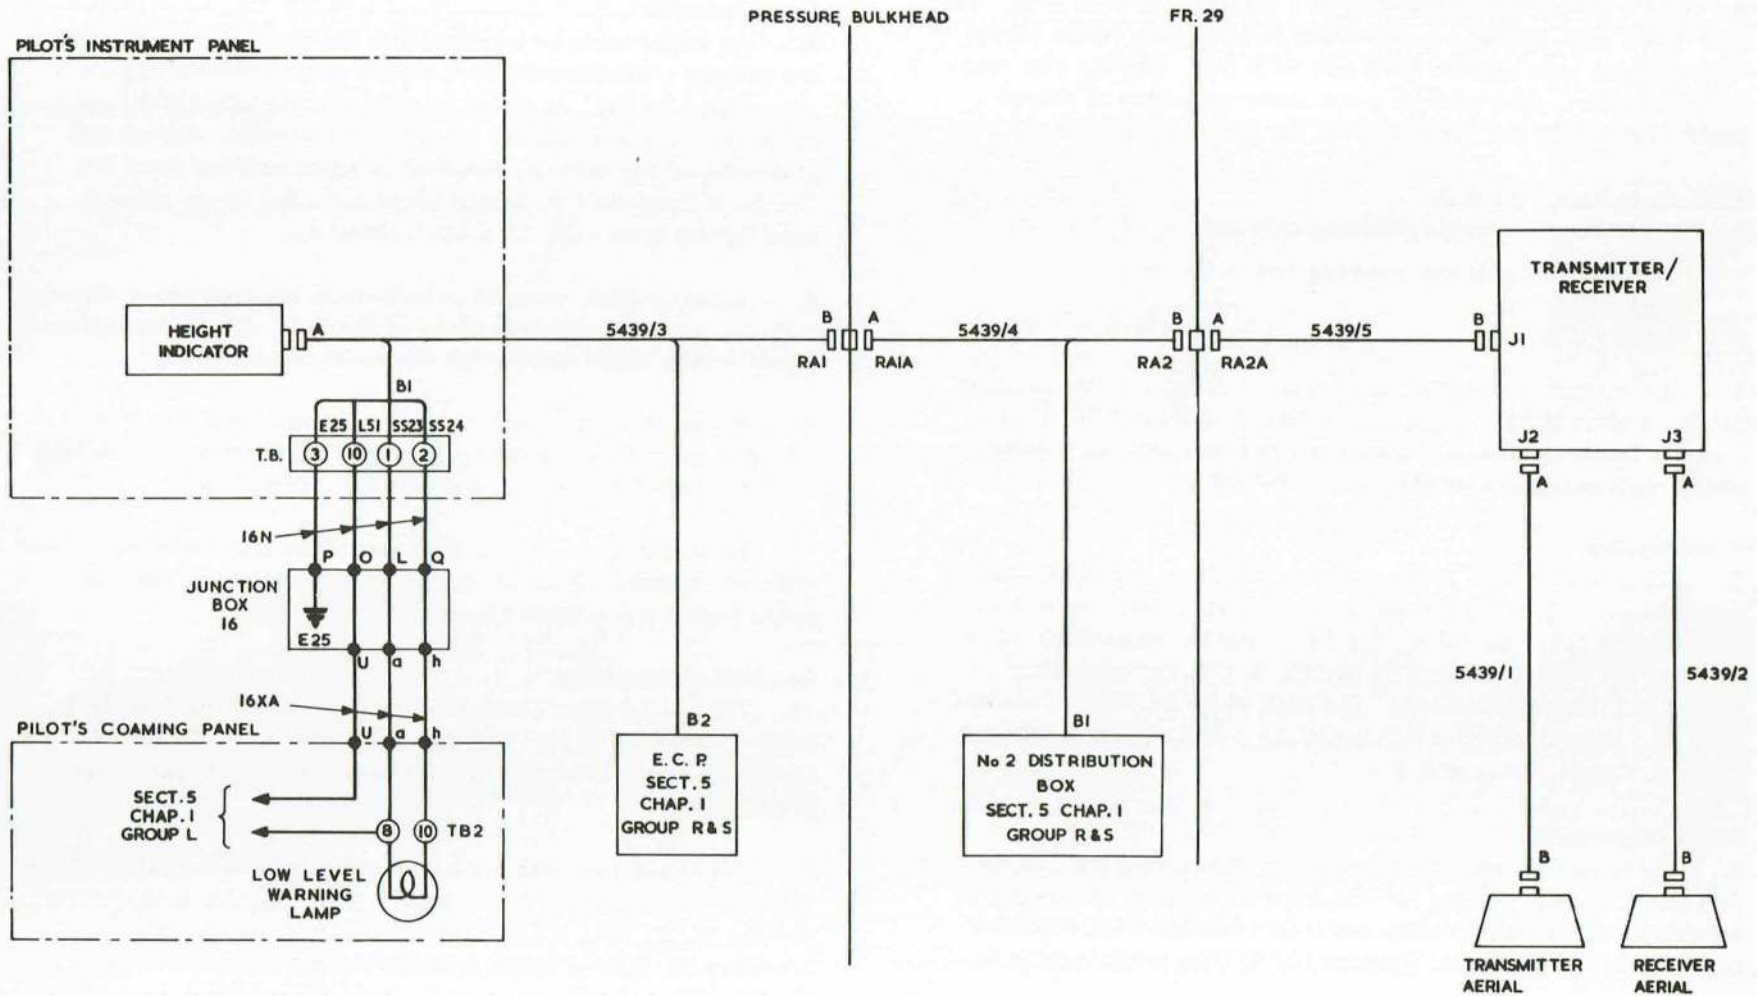 PRESSURE BULKHEAD
FR. 29
PILOT'S INSTRUMENT PANEL
TRANSMITTER/
RECEIVER
HEIGHT
INDICATOR
A
5439/3
B
A
RA1
RA1A
5439/4
B
A
RA2
RA2A
5439/5
B
J1
B1
E25
L51
SS23
SS24
T.B.
3
10
1
2
J2
J3
A
A
16N
P
O
L
Q
JUNCTION
BOX
16
E25
U
a
h
16XA
5439/1
5439/2
PILOT'S COAMING PANEL
U
a
h
B2
B1
E.C.P.
SECT. 5
CHAP. I
GROUP R & S
No 2 DISTRIBUTION
BOX
SECT. 5 CHAP. I
GROUP R & S
SECT. 5
CHAP. I
GROUP L
8
10
TB2
LOW LEVEL
WARNING
LAMP
B
B
TRANSMITTER
AERIAL
RECEIVER
AERIAL